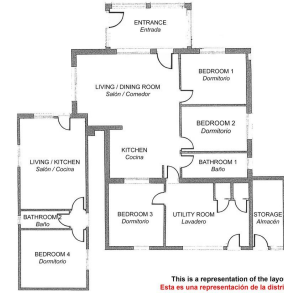 ENTRANCE
Entrada
LIVING / DINING ROOM
Salón / Comedor
BEDROOM 1
Dormitorio
BEDROOM 2
Dormitorio
LIVING / KITCHEN
Salón / Cocina
KITCHEN
Cocina
BATHROOM 1
Baño
BATHROOM 2
Baño
BEDROOM 3
Dormitorio
UTILITY ROOM
Lavadero
STORAGE
Almacén
BEDROOM 4
Dormitorio
This is a representation of the layo
Esta es una representación de la distri